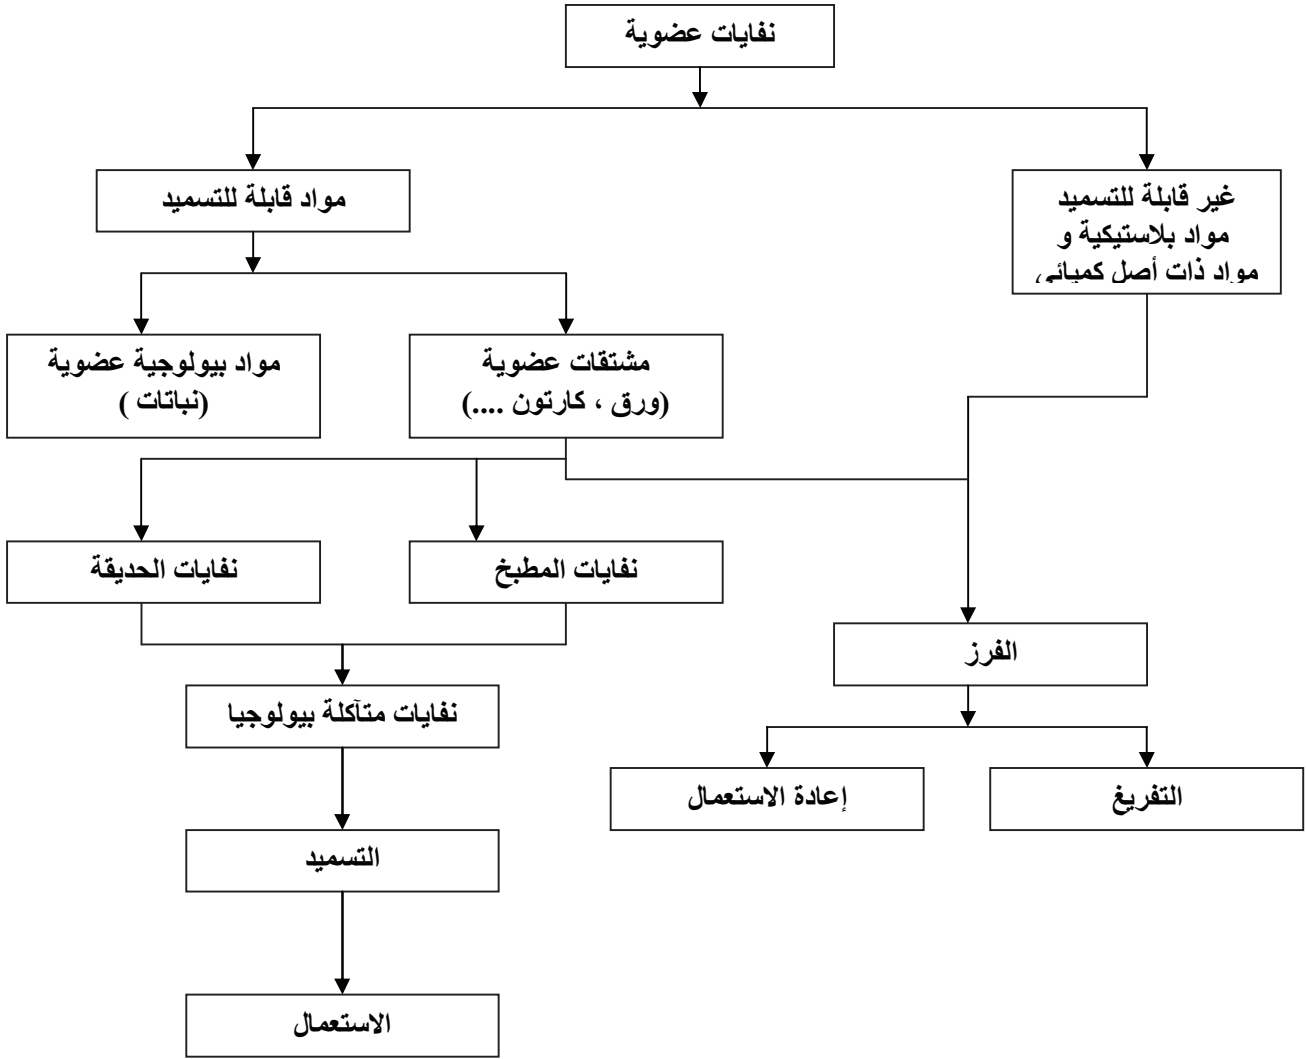 نفايات عضوية
غير قابلة للتسميد
مواد بلاستيكية و
مواد ذات أصل كميائي
مواد قابلة للتسميد
مشتقات عضوية
(ورق ، كارتون ....)
مواد بيولوجية عضوية
(نباتات )
نفايات المطبخ
نفايات الحديقة
الفرز
نفايات متآكلة بيولوجيا
التفريغ
إعادة الاستعمال
التسميد
الاستعمال